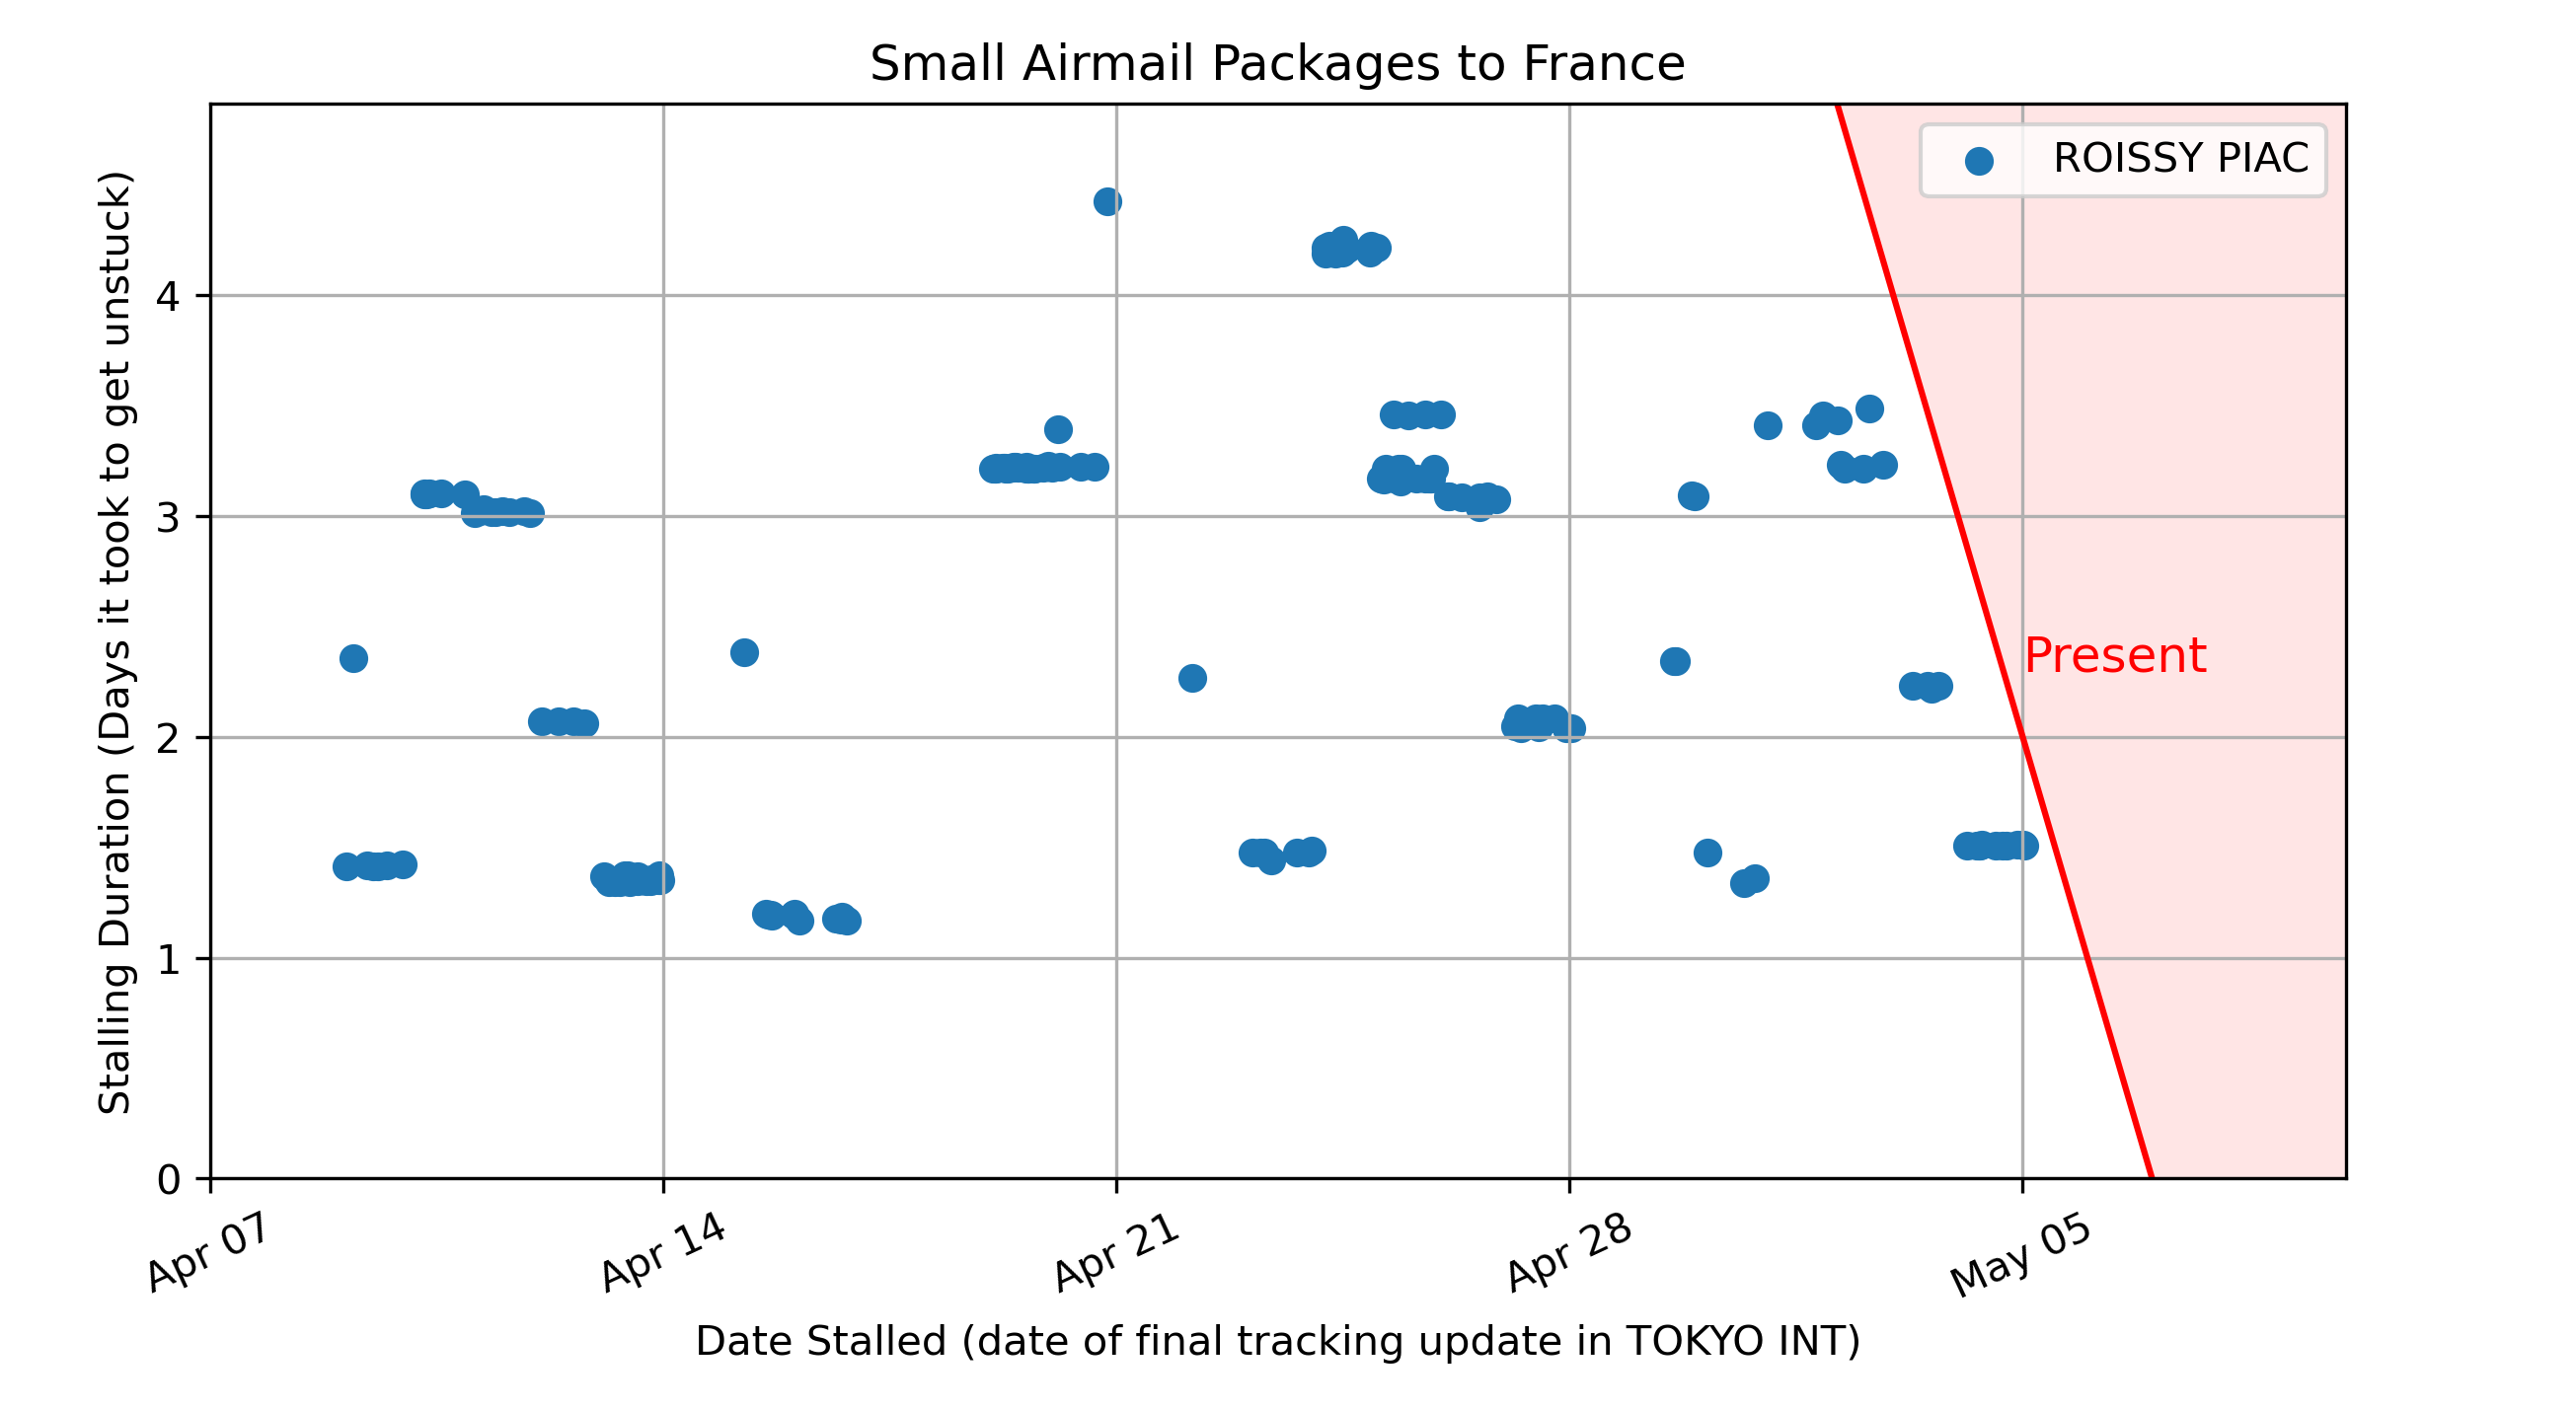 Small Airmail Packages to France
ROISSY PIAC
Stalling Duration (Days it took to get unstuck)
4
3
2
1
0
Present
Apr 07
Apr 14
Apr 21
Apr 28
May 05
Date Stalled (date of final tracking update in TOKYO INT)